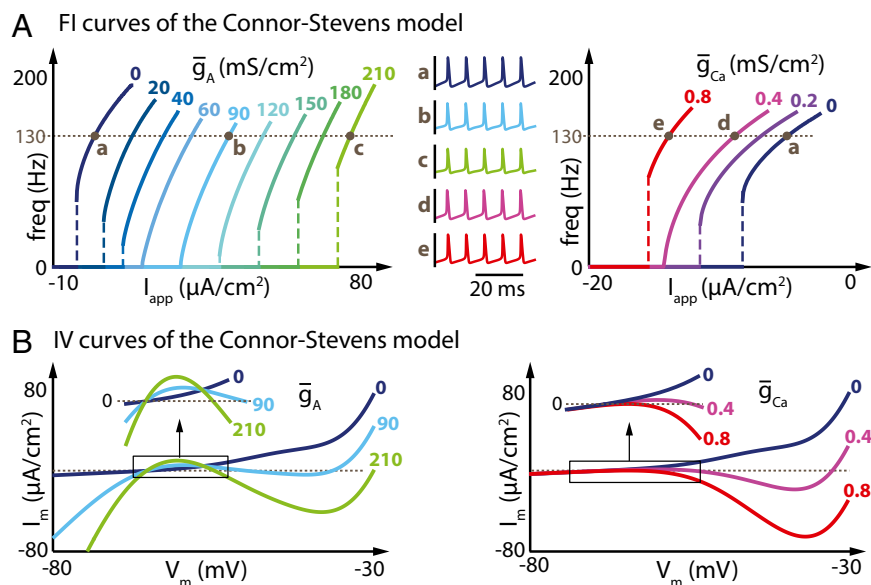 A FI curves of the Connor-Stevens model
freq (Hz)
200
130
0
0
20
40
60
90
120
150
180
210
g̅A (mS/cm²)
a
b
c
-10
Iapp (μA/cm²)
80
a
b
c
d
e
20 ms
freq (Hz)
200
130
0
g̅Ca (mS/cm²)
0.8
0.4
0.2
0
e
d
a
-20
Iapp (μA/cm²)
0
B IV curves of the Connor-Stevens model
Im (μA/cm²)
80
-80
0
0
90
210
g̅A
0
90
210
-80
Vm (mV)
-30
Im (μA/cm²)
80
-80
0
0
0.4
0.8
g̅Ca
0
0.4
0.8
-80
Vm (mV)
-30